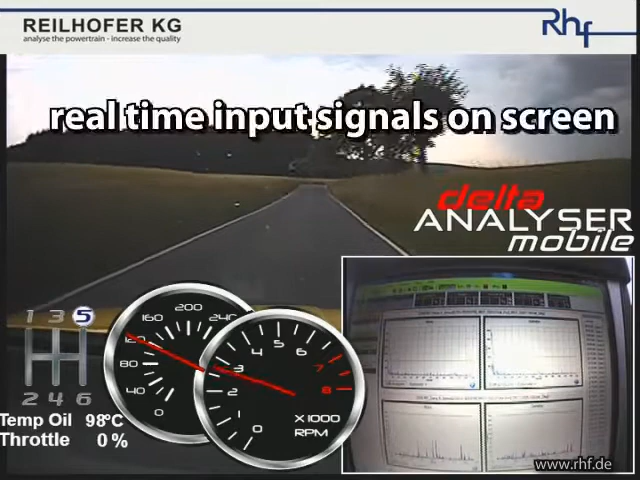 REILHOFER KG
analyse the powertrain - increase the quality
Rhf
real time input signals on screen
delta
ANALYSER
mobile
1 3 5
2 4 6
0 40 80 120 160 200 240
0 1 2 3 4 5 6 7 8
X1000
RPM
Temp Oil 98°C
Throttle 0 %
www.rhf.de